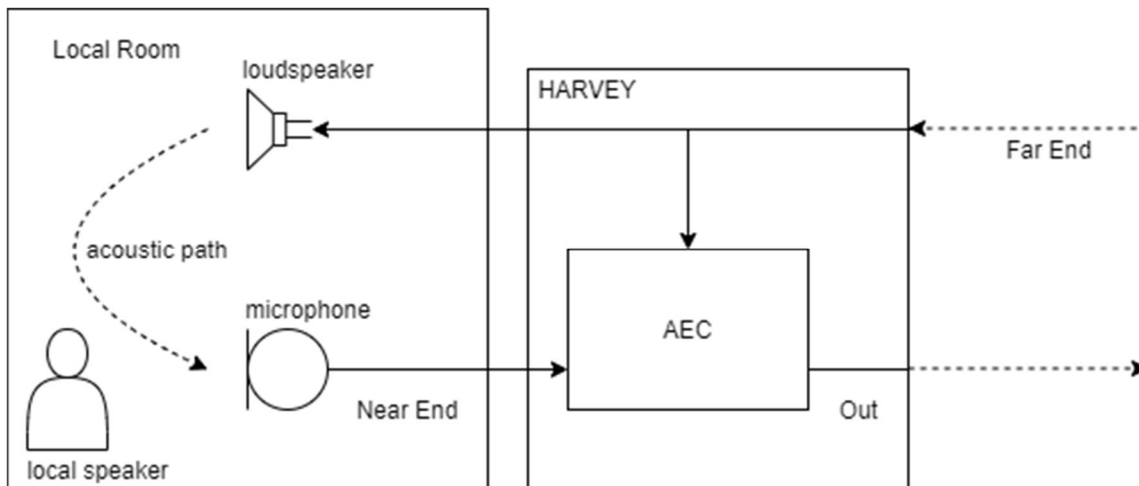 Local Room
loudspeaker
HARVEY
Far End
acoustic path
microphone
AEC
Near End
Out
local speaker